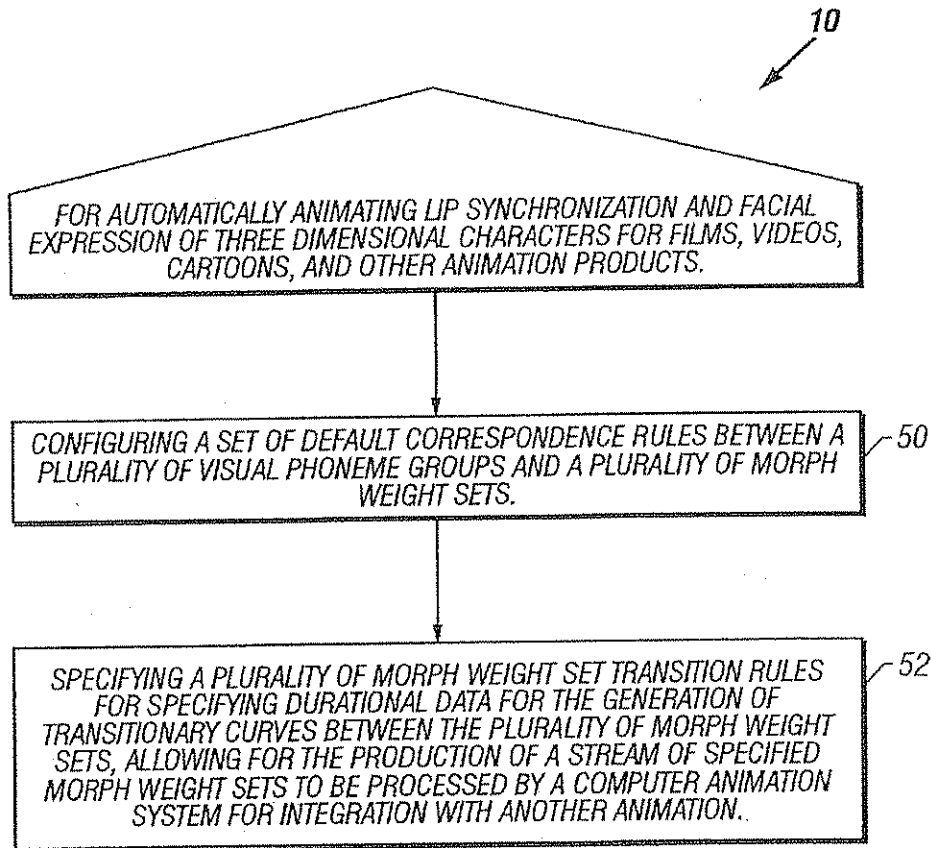 10
FOR AUTOMATICALLY ANIMATING LIP SYNCHRONIZATION AND FACIAL
EXPRESSION OF THREE DIMENSIONAL CHARACTERS FOR FILMS, VIDEOS,
CARTOONS, AND OTHER ANIMATION PRODUCTS.
CONFIGURING A SET OF DEFAULT CORRESPONDENCE RULES BETWEEN A
PLURALITY OF VISUAL PHONEME GROUPS AND A PLURALITY OF MORPH
WEIGHT SETS.
50
SPECIFYING A PLURALITY OF MORPH WEIGHT SET TRANSITION RULES
FOR SPECIFYING DURATIONAL DATA FOR THE GENERATION OF
TRANSITIONARY CURVES BETWEEN THE PLURALITY OF MORPH WEIGHT
SETS, ALLOWING FOR THE PRODUCTION OF A STREAM OF SPECIFIED
MORPH WEIGHT SETS TO BE PROCESSED BY A COMPUTER ANIMATION
SYSTEM FOR INTEGRATION WITH ANOTHER ANIMATION.
52